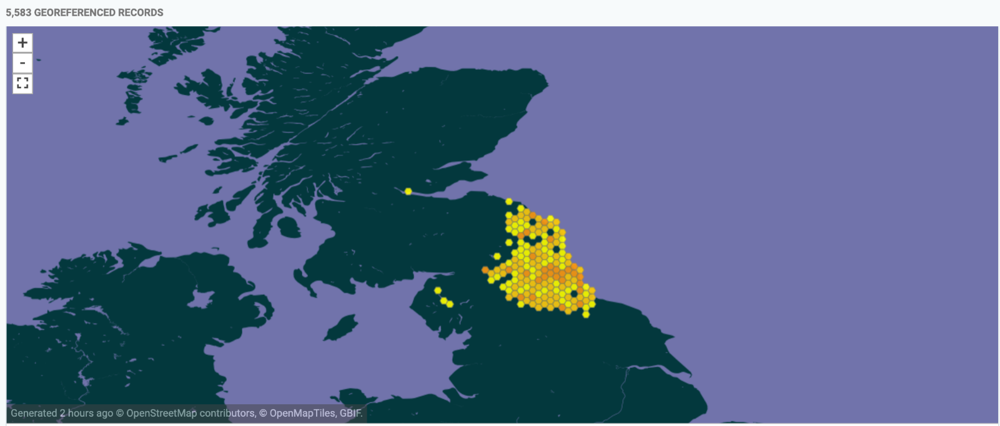 5,583 GEOREFERENCED RECORDS
+
-
Generated 2 hours ago © OpenStreetMap contributors, © OpenMapTiles, GBIF.